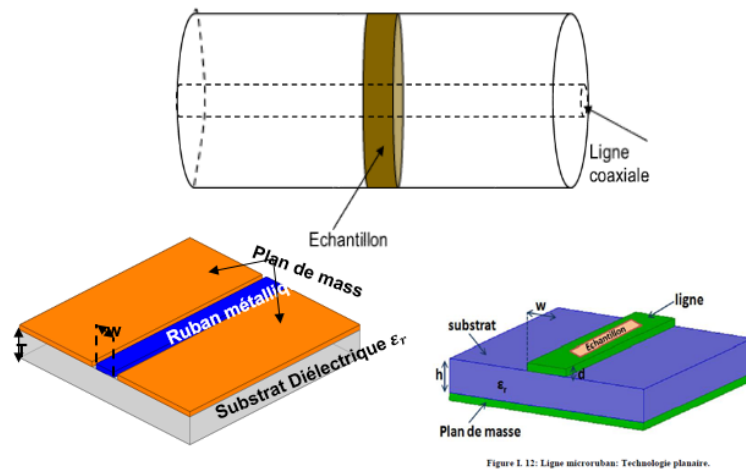 Ligne
coaxiale
Echantillon
Plan de mass
Ruban métalliq
w
Substrat Diélectrique εr
w
ligne
substrat
Echantillon
h
d
εr
Plan de masse
Figure I. 12: Ligne microruban: Technologie planaire.